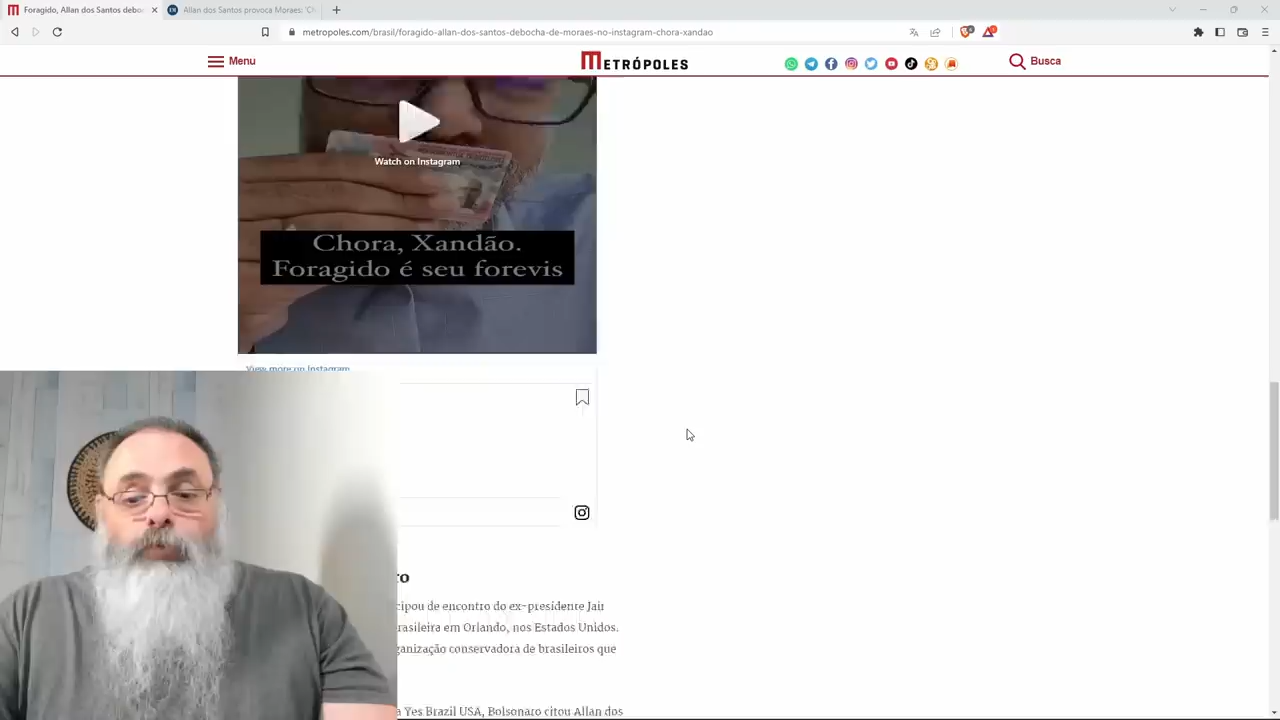 Foragido, Allan dos Santos deboc
Allan dos Santos provoca Moraes: 'C
metropoles.com/brasil/foragido-allan-dos-santos-debocha-de-moraes-no-instagram-chora-xandao
Menu
METRÓPOLES
Busca
Watch on Instagram
Chora, Xandão.
Foragido é seu forevis
View more on Instagram
ro
cipou de encontro do ex-presidente Jair
rasileira em Orlando, nos Estados Unidos.
ganização conservadora de brasileiros que
a Yes Brazil USA, Bolsonaro citou Allan dos